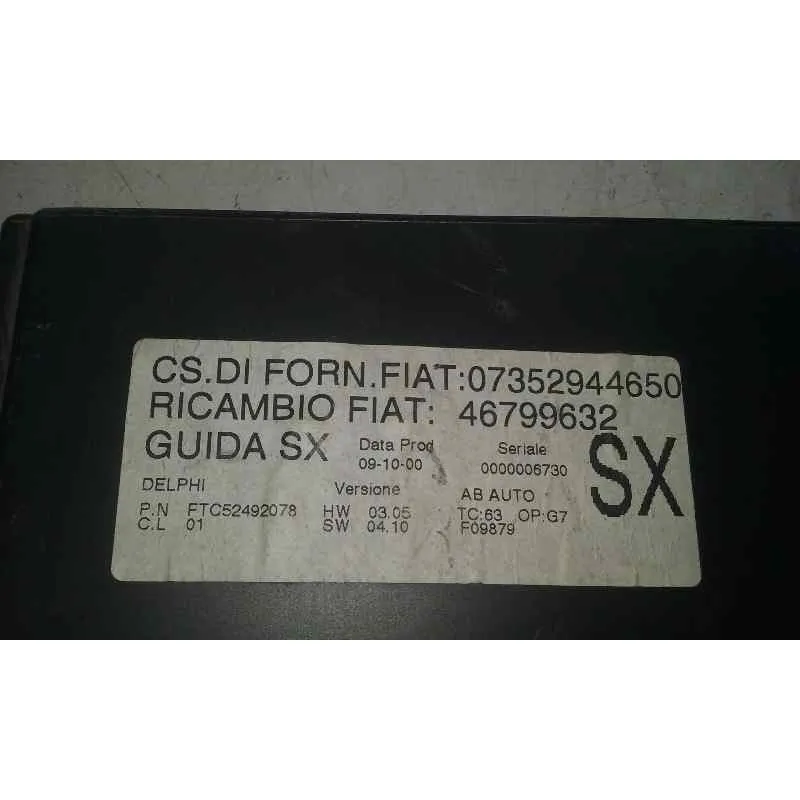 CS.DI FORN.FIAT:07352944650
RICAMBIO FIAT: 46799632
GUIDA SX Data Prod 09-10-00 Seriale 0000006730 SX
DELPHI Versione AB AUTO
P.N FTC52492078 HW 03.05 TC:63 OP:G7
C.L 01 SW 04.10 F09879